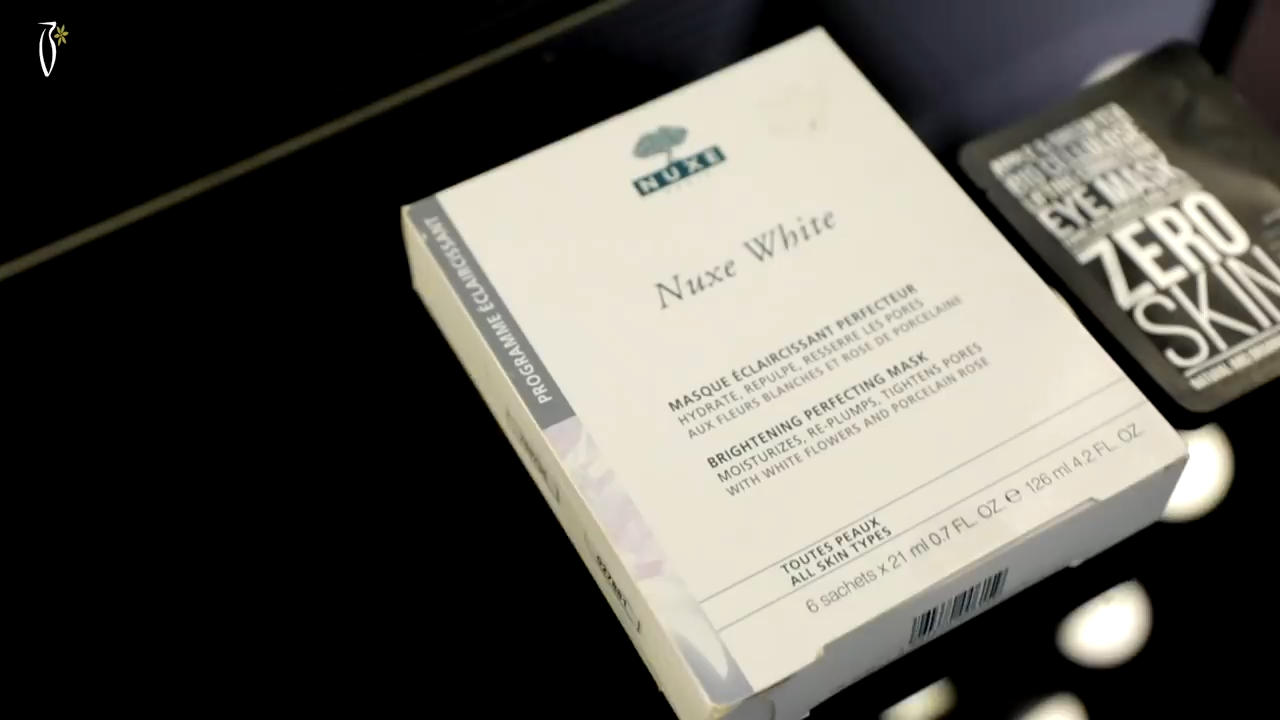 NUXE
Nuxe White
PROGRAMME ÉCLAIRCISSANT
MASQUE ÉCLAIRCISSANT PERFECTEUR
HYDRATE, REPULPE, RESSERRE LES PORES
AUX FLEURS BLANCHES ET ROSE DE PORCELAINE
BRIGHTENING PERFECTING MASK
MOISTURIZES, RE-PLUMPS, TIGHTENS PORES
WITH WHITE FLOWERS AND PORCELAIN ROSE
TOUTES PEAUX
ALL SKIN TYPES
6 sachets x 21 ml 0.7 FL. OZ. ℮ 126 ml 4.2 FL. OZ.
EYE MASK
ZERO
SKIN